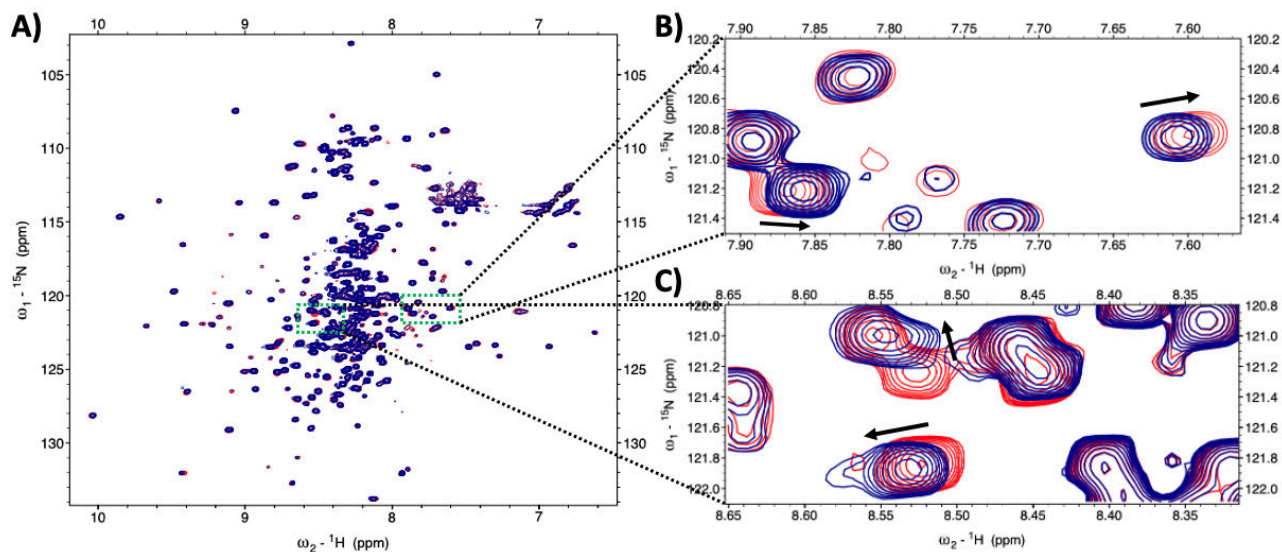 A)
10 9 8 7
105
110
115
120
125
130
ω₁ - ¹⁵N (ppm)
10 9 8 7
ω₂ - ¹H (ppm)
B)
7.90 7.85 7.80 7.75 7.70 7.65 7.60
120.2 120.2
120.4 120.4
120.6 120.6
120.8 120.8
121.0 121.0
121.2 121.2
121.4 121.4
ω₁ - ¹⁵N (ppm)
7.90 7.85 7.80 7.75 7.70 7.65 7.60
ω₂ - ¹H (ppm)
C)
8.65 8.60 8.55 8.50 8.45 8.40 8.35
120.8 120.8
121.0 121.0
121.2 121.2
121.4 121.4
121.6 121.6
121.8 121.8
122.0 122.0
ω₁ - ¹⁵N (ppm)
8.65 8.60 8.55 8.50 8.45 8.40 8.35
ω₂ - ¹H (ppm)